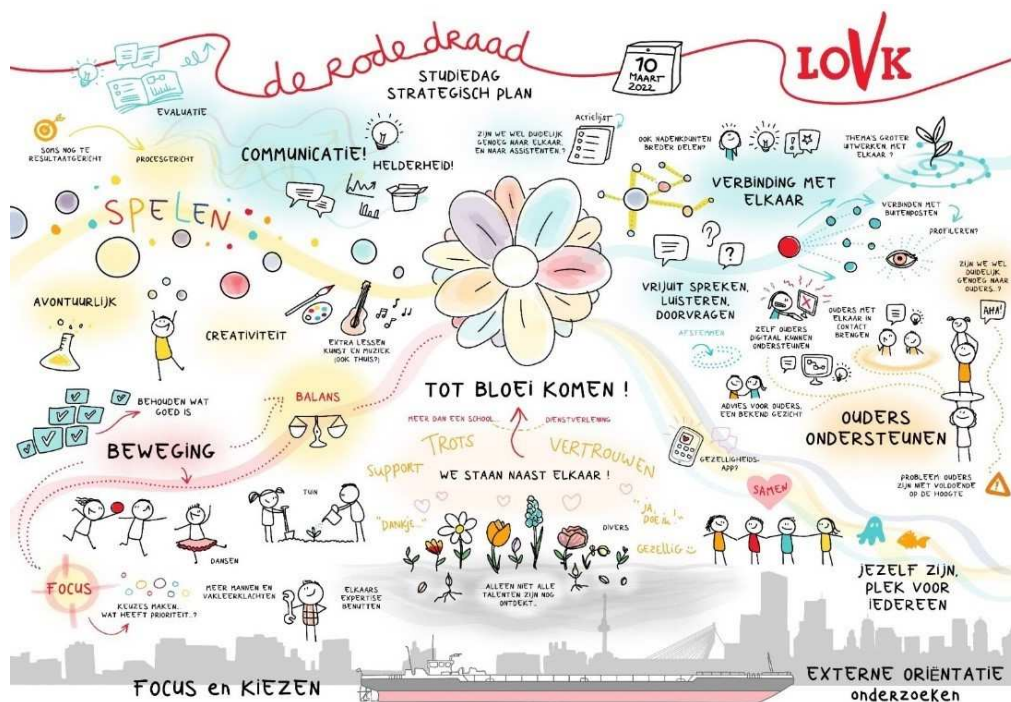 de rode draad
STUDIEDAG
STRATEGISCH PLAN
10
MAART
2022
LOVK
EVALUATIE
SOMS NOG TE
RESULTAATGERICHT
PROCESGERICHT
COMMUNICATIE!
HELDERHEID!
ZIJN WE WEL DUIDELIJK
GENOEG NAAR ELKAAR,
EN NAAR ASSISTENTEN.?
ACTIELIJST
OOK NADENKPUNTEN
BREDER DELEN?
THEMA'S GROTER
UITWERKEN, MET
ELKAAR ?
VERBINDING MET
ELKAAR
VERBINDEN MET
BUITENPOSTEN
PROFILEREN?
SPELEN
AVONTUURLIJK
CREATIVITEIT
EXTRA LESSEN
KUNST EN MUZIEK
(OOK THUIS?)
VRIJUIT SPREKEN,
LUISTEREN,
DOORVRAGEN
AFSTEMMEN
ZELF OUDERS
DIGITAAL KUNNEN
ONDERSTEUNEN
OUDERS MET
ELKAAR IN
CONTACT
BRENGEN
ZIJN WE WEL
DUIDELIJK
GENOEG NAAR
OUDERS..?
AHA!
ADVIES VOOR OUDERS,
EEN BEKEND GEZICHT
OUDERS
ONDERSTEUNEN
PROBLEEM OUDERS
ZIJN NIET VOLDOENDE
OP DE HOOGTE
BEHOUDEN WAT
GOED IS
BALANS
BEWEGING
TOT BLOEI KOMEN !
MEER DAN EEN SCHOOL
DIENSTVERLENING
TROTS
VERTROUWEN
SUPPORT
WE STAAN NAAST ELKAAR !
GEZELLIGHEIDS-
APP?
SAMEN
TUIN
DANSEN
"DANKJE..."
"JA,
DOE IK!"
DIVERS
GEZELLIG
ALLEEN NIET ALLE
TALENTEN ZIJN NOG
ONTDEKT..
FOCUS
KEUZES MAKEN,
WAT HEEFT PRIORITEIT..?
MEER MANNEN EN
VAKLEERKLACHTEN
ELKAARS
EXPERTISE
BENUTTEN
JEZELF ZIJN,
PLEK VOOR
IEDEREEN
FOCUS en KIEZEN
EXTERNE ORIËNTATIE
onderzoeken